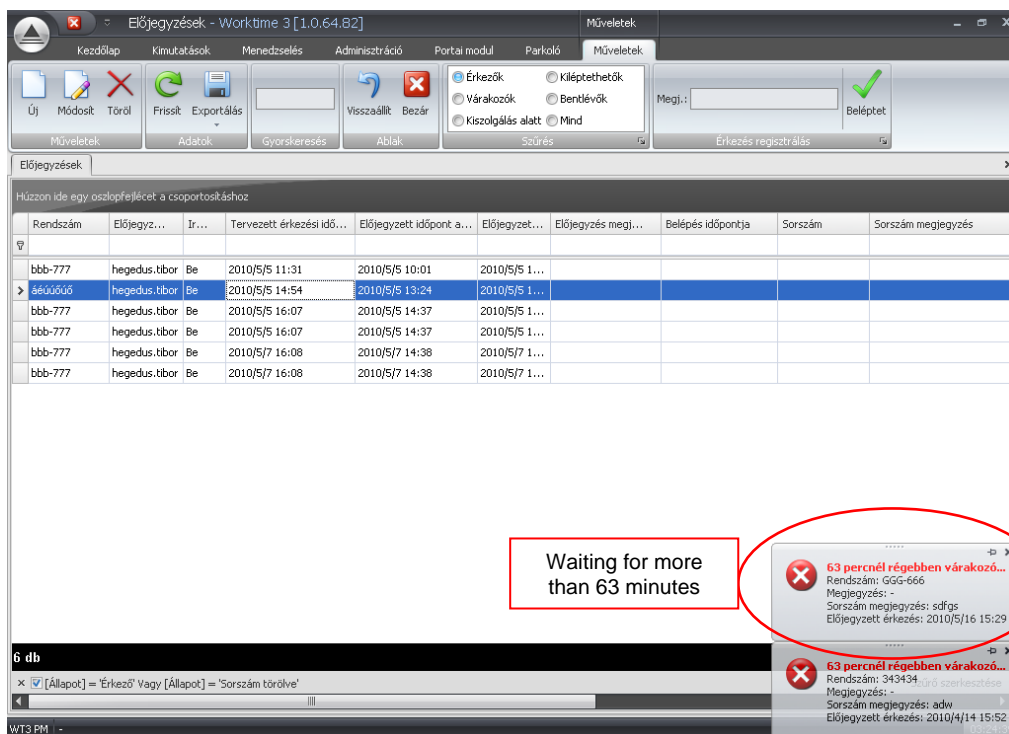 Előjegyzések - Worktime 3 [1.0.64.82]
Műveletek
Kezdőlap Kimutatások Menedzselés Adminisztráció Portai modul Parkoló Műveletek
Új Módosít Töröl Frissít Exportálás Visszaállít Bezár
Érkezők Kiléptethetők
Várakozók Bentlévők
Kiszolgálás alatt Mind
Megj.:
Beléptet
Műveletek Adatok Gyorskeresés Ablak Szűrés Érkezés regisztrálás
Előjegyzések
Húzzon ide egy oszlopfejlécet a csoportosításhoz
Rendszám Előjegyz... Ir... Tervezett érkezési idő... Előjegyzett időpont a... Előjegyzet... Előjegyzés megj... Belépés időpontja Sorszám Sorszám megjegyzés
bbb-777 hegedus.tibor Be 2010/5/5 11:31 2010/5/5 10:01 2010/5/5 1...
áéúúőúő hegedus.tibor Be 2010/5/5 14:54 2010/5/5 13:24 2010/5/5 1...
bbb-777 hegedus.tibor Be 2010/5/5 16:07 2010/5/5 14:37 2010/5/5 1...
bbb-777 hegedus.tibor Be 2010/5/5 16:07 2010/5/5 14:37 2010/5/5 1...
bbb-777 hegedus.tibor Be 2010/5/7 16:08 2010/5/7 14:38 2010/5/7 1...
bbb-777 hegedus.tibor Be 2010/5/7 16:08 2010/5/7 14:38 2010/5/7 1...
Waiting for more
than 63 minutes
63 percnél régebben várakozó...
Rendszám: GGG-666
Megjegyzés: -
Sorszám megjegyzés: sdfgs
Előjegyzett érkezés: 2010/5/16 15:29
6 db
63 percnél régebben várakozó...
Rendszám: 343434
Megjegyzés: -
Sorszám megjegyzés: adw
Előjegyzett érkezés: 2010/4/14 15:52
[Állapot] = 'Érkező' Vagy [Állapot] = 'Sorszám törölve'
Szűrő szerkesztése
WT3 PM -